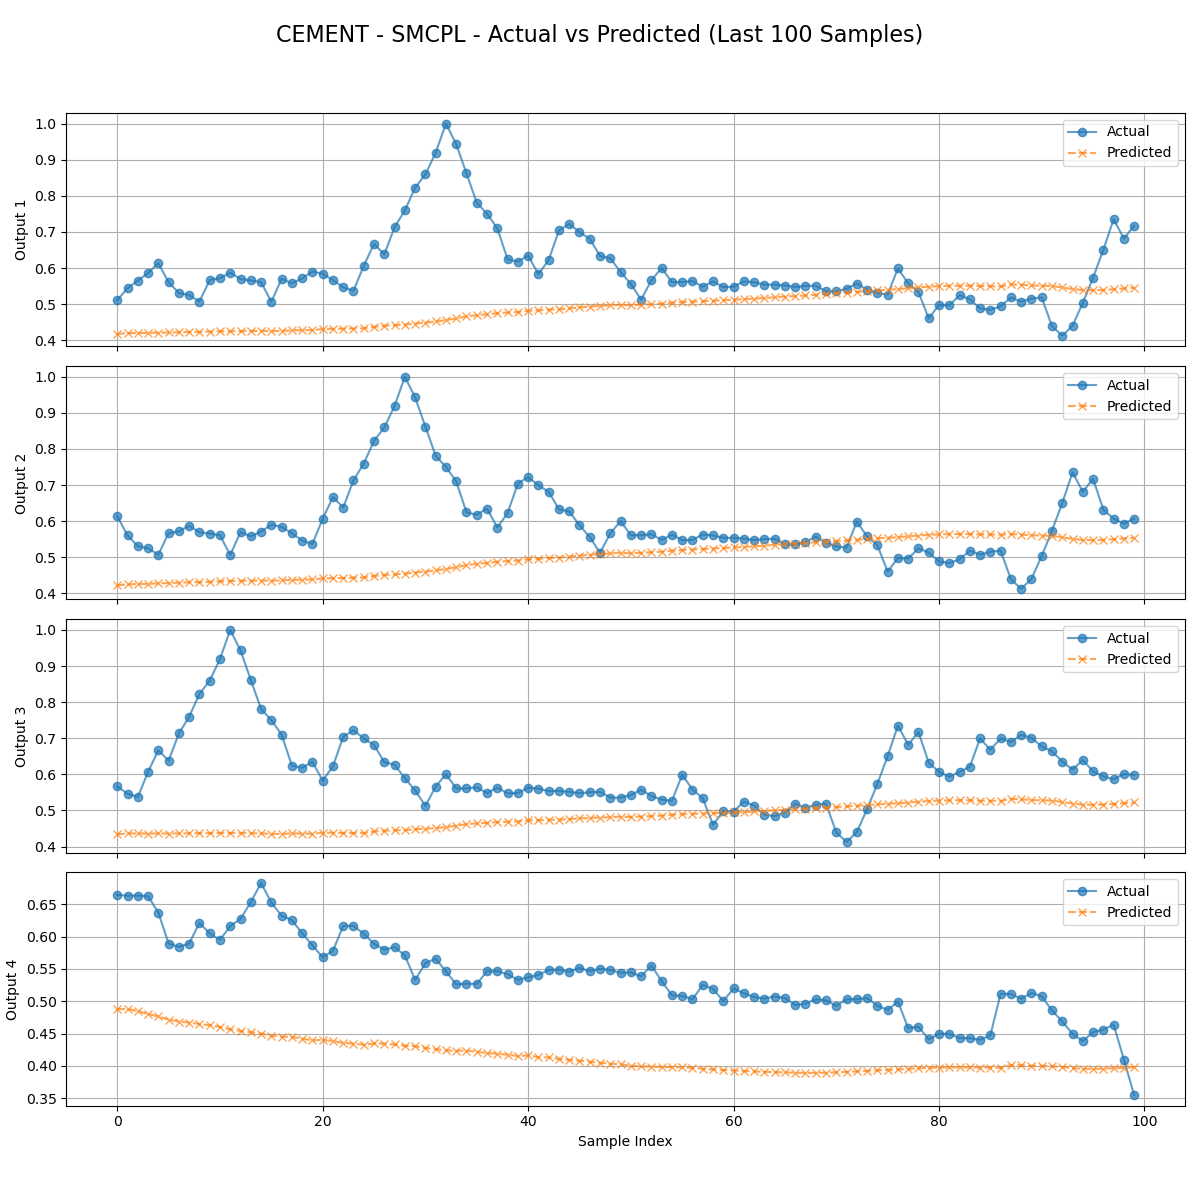 CEMENT - SMCPL - Actual vs Predicted (Last 100 Samples)
Output 1
1.0
0.9
0.8
0.7
0.6
0.5
0.4
Actual
Predicted
Output 2
1.0
0.9
0.8
0.7
0.6
0.5
0.4
Actual
Predicted
Output 3
1.0
0.9
0.8
0.7
0.6
0.5
0.4
Actual
Predicted
Output 4
0.65
0.60
0.55
0.50
0.45
0.40
0.35
Actual
Predicted
0 20 40 60 80 100
Sample Index